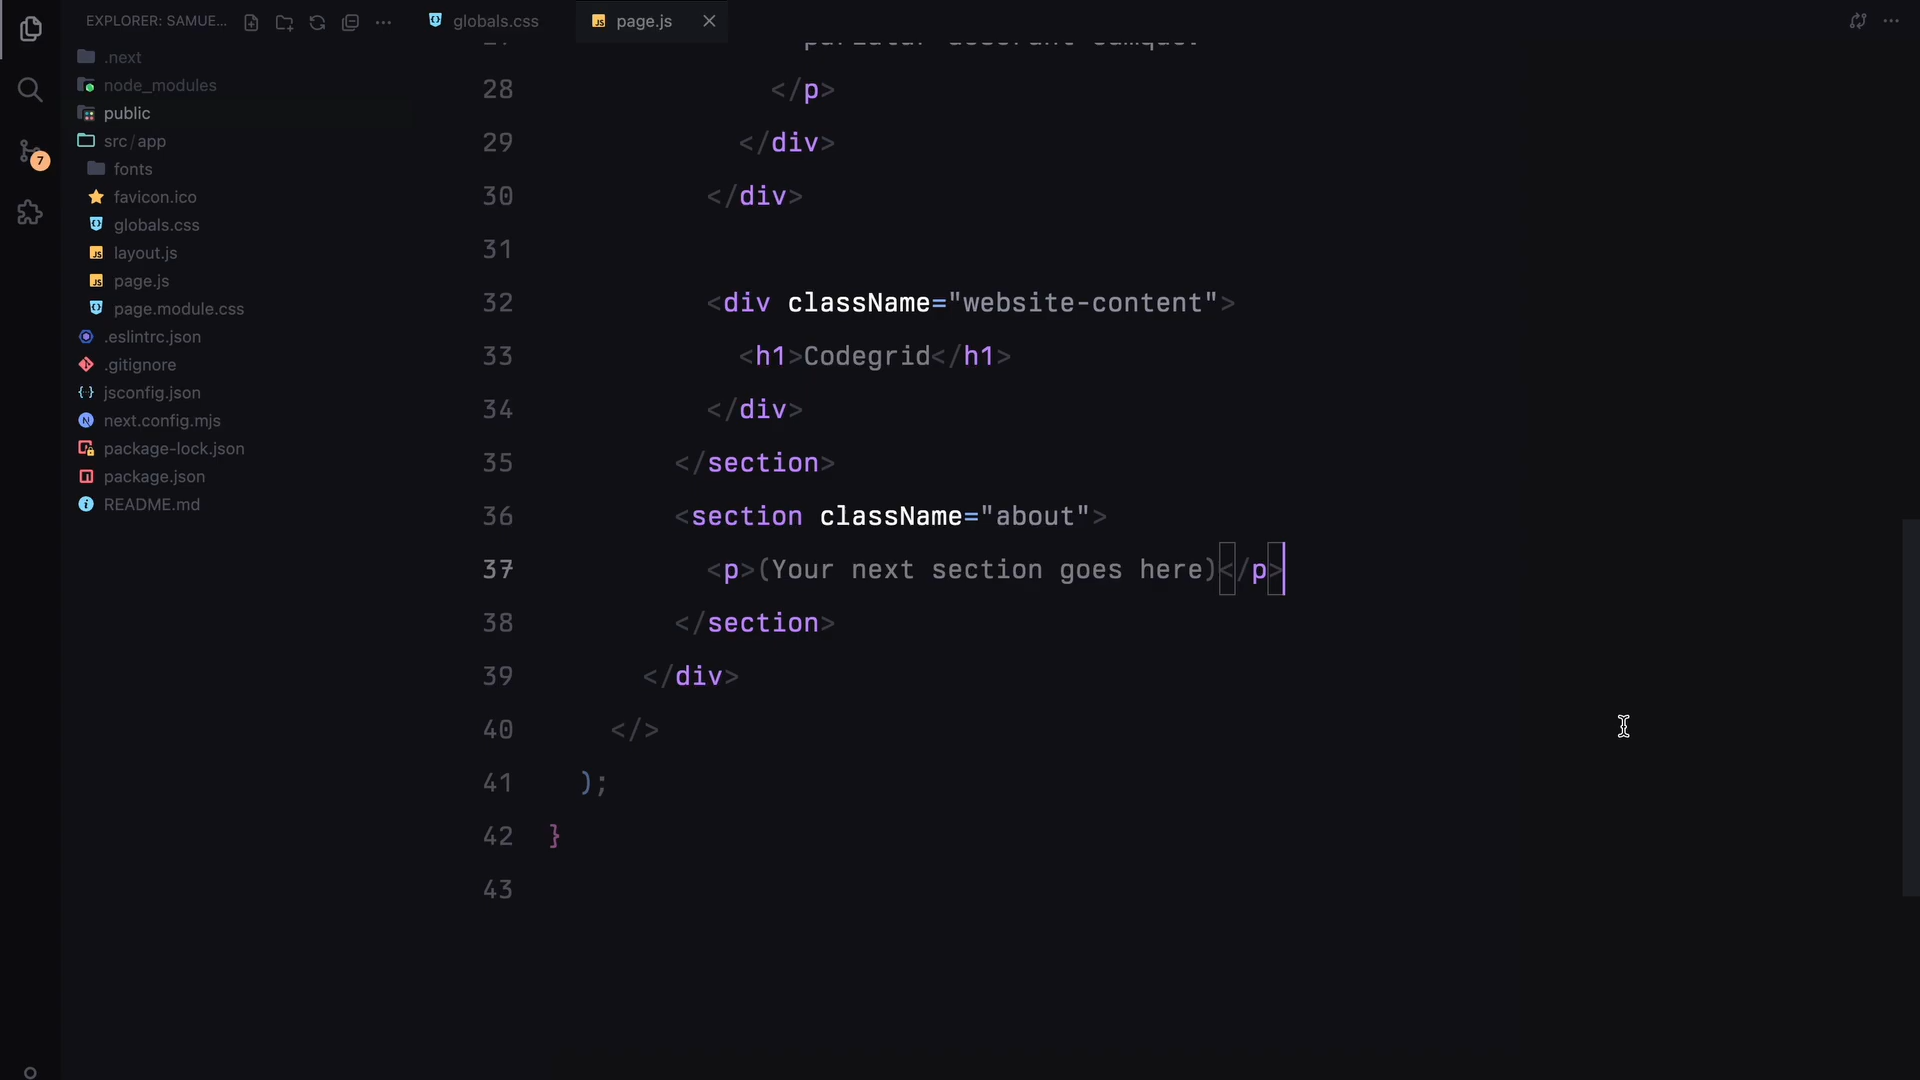 EXPLORER: SAMUE...
globals.css
page.js
.next
node_modules
public
src/app
fonts
favicon.ico
globals.css
layout.js
page.js
page.module.css
.eslintrc.json
.gitignore
jsconfig.json
next.config.mjs
package-lock.json
package.json
README.md
7
28 </p>
29 </div>
30 </div>
31
32 <div className="website-content">
33 <h1>Codegrid</h1>
34 </div>
35 </section>
36 <section className="about">
37 <p>(Your next section goes here)</p>
38 </section>
39 </div>
40 </>
41 );
42 }
43